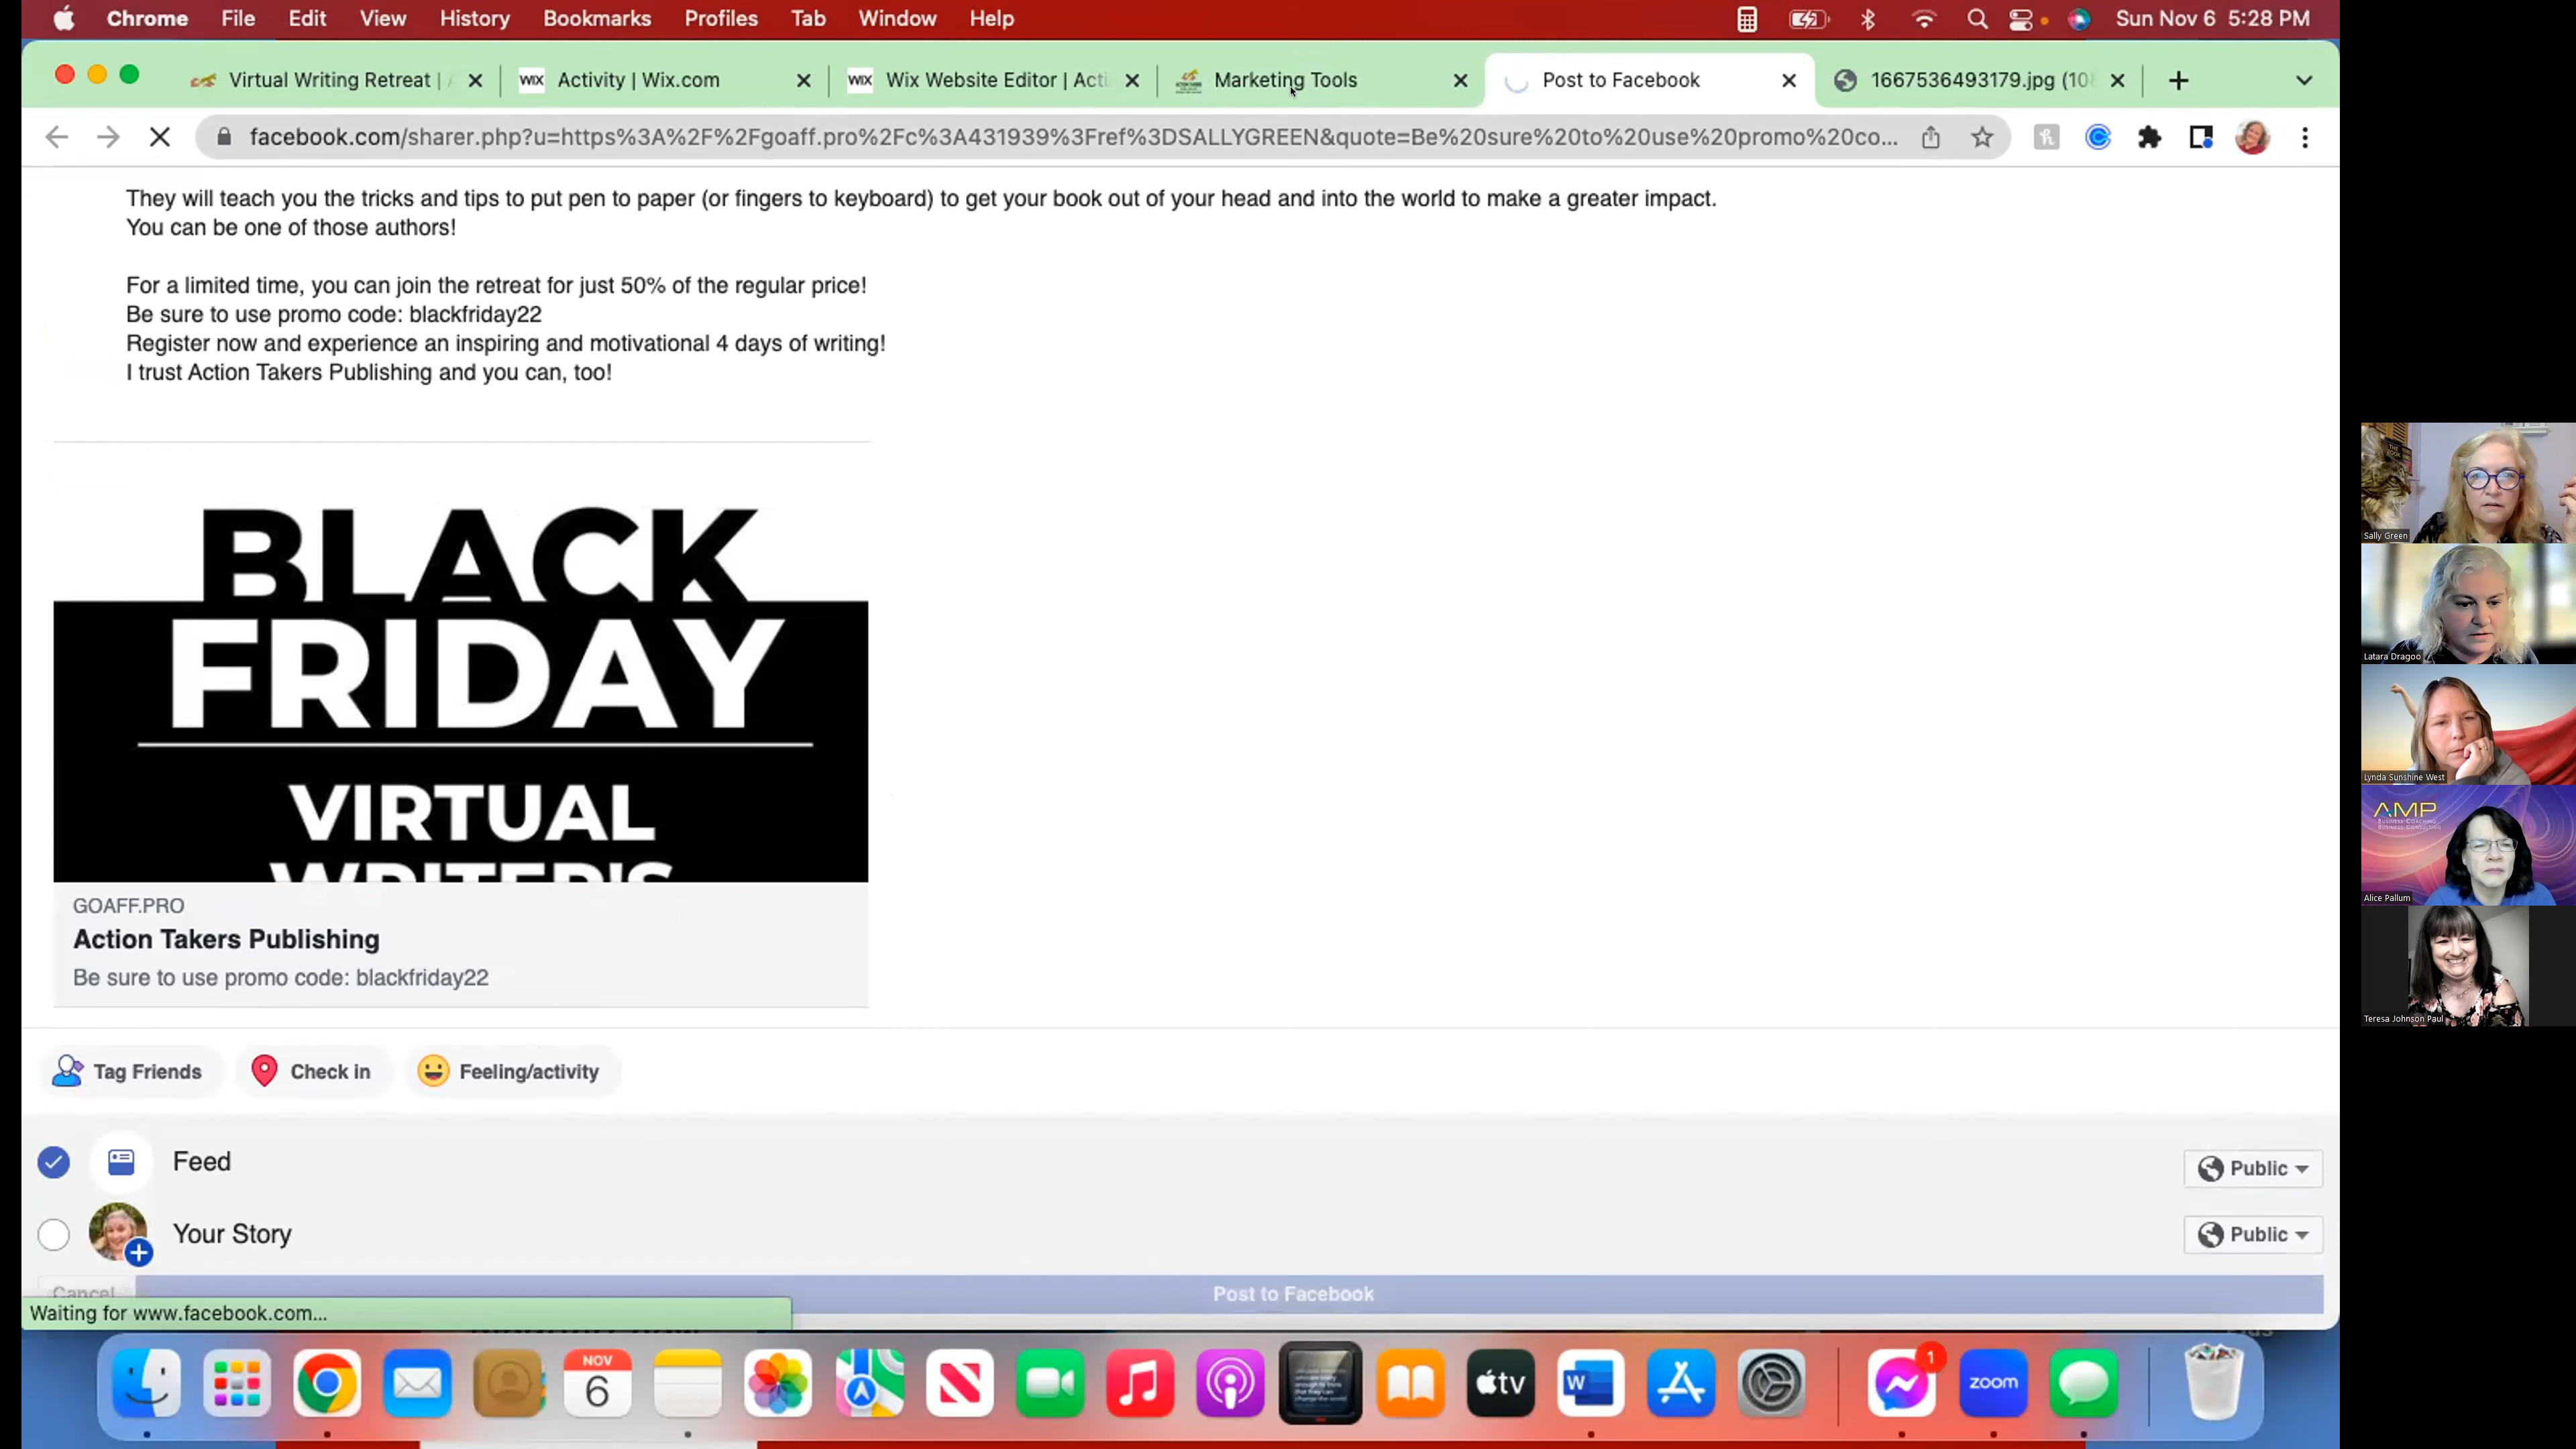 Chrome File Edit View History Bookmarks Profiles Tab Window Help Sun Nov 6 5:28 PM
Virtual Writing Retreat | WIX Activity | Wix.com WIX Wix Website Editor | Acti Marketing Tools Post to Facebook 1667536493179.jpg (10
facebook.com/sharer.php?u=https%3A%2F%2Fgoaff.pro%2Fc%3A431939%3Fref%3DSALLYGREEN&quote=Be%20sure%20to%20use%20promo%20co...
They will teach you the tricks and tips to put pen to paper (or fingers to keyboard) to get your book out of your head and into the world to make a greater impact.
You can be one of those authors!
For a limited time, you can join the retreat for just 50% of the regular price!
Be sure to use promo code: blackfriday22
Register now and experience an inspiring and motivational 4 days of writing!
I trust Action Takers Publishing and you can, too!
BLACK
FRIDAY
VIRTUAL
WRITER'S
GOAFF.PRO
Action Takers Publishing
Be sure to use promo code: blackfriday22
Tag Friends Check in Feeling/activity
Feed Public
Your Story Public
Cancel Post to Facebook
Waiting for www.facebook.com...
NOV
6
tv
W
zoom
1
Sally Green
Latara Dragoo
Lynda Sunshine West
AMP
Business Coaching
Business Consulting
Alice Pallum
Teresa Johnson Paul